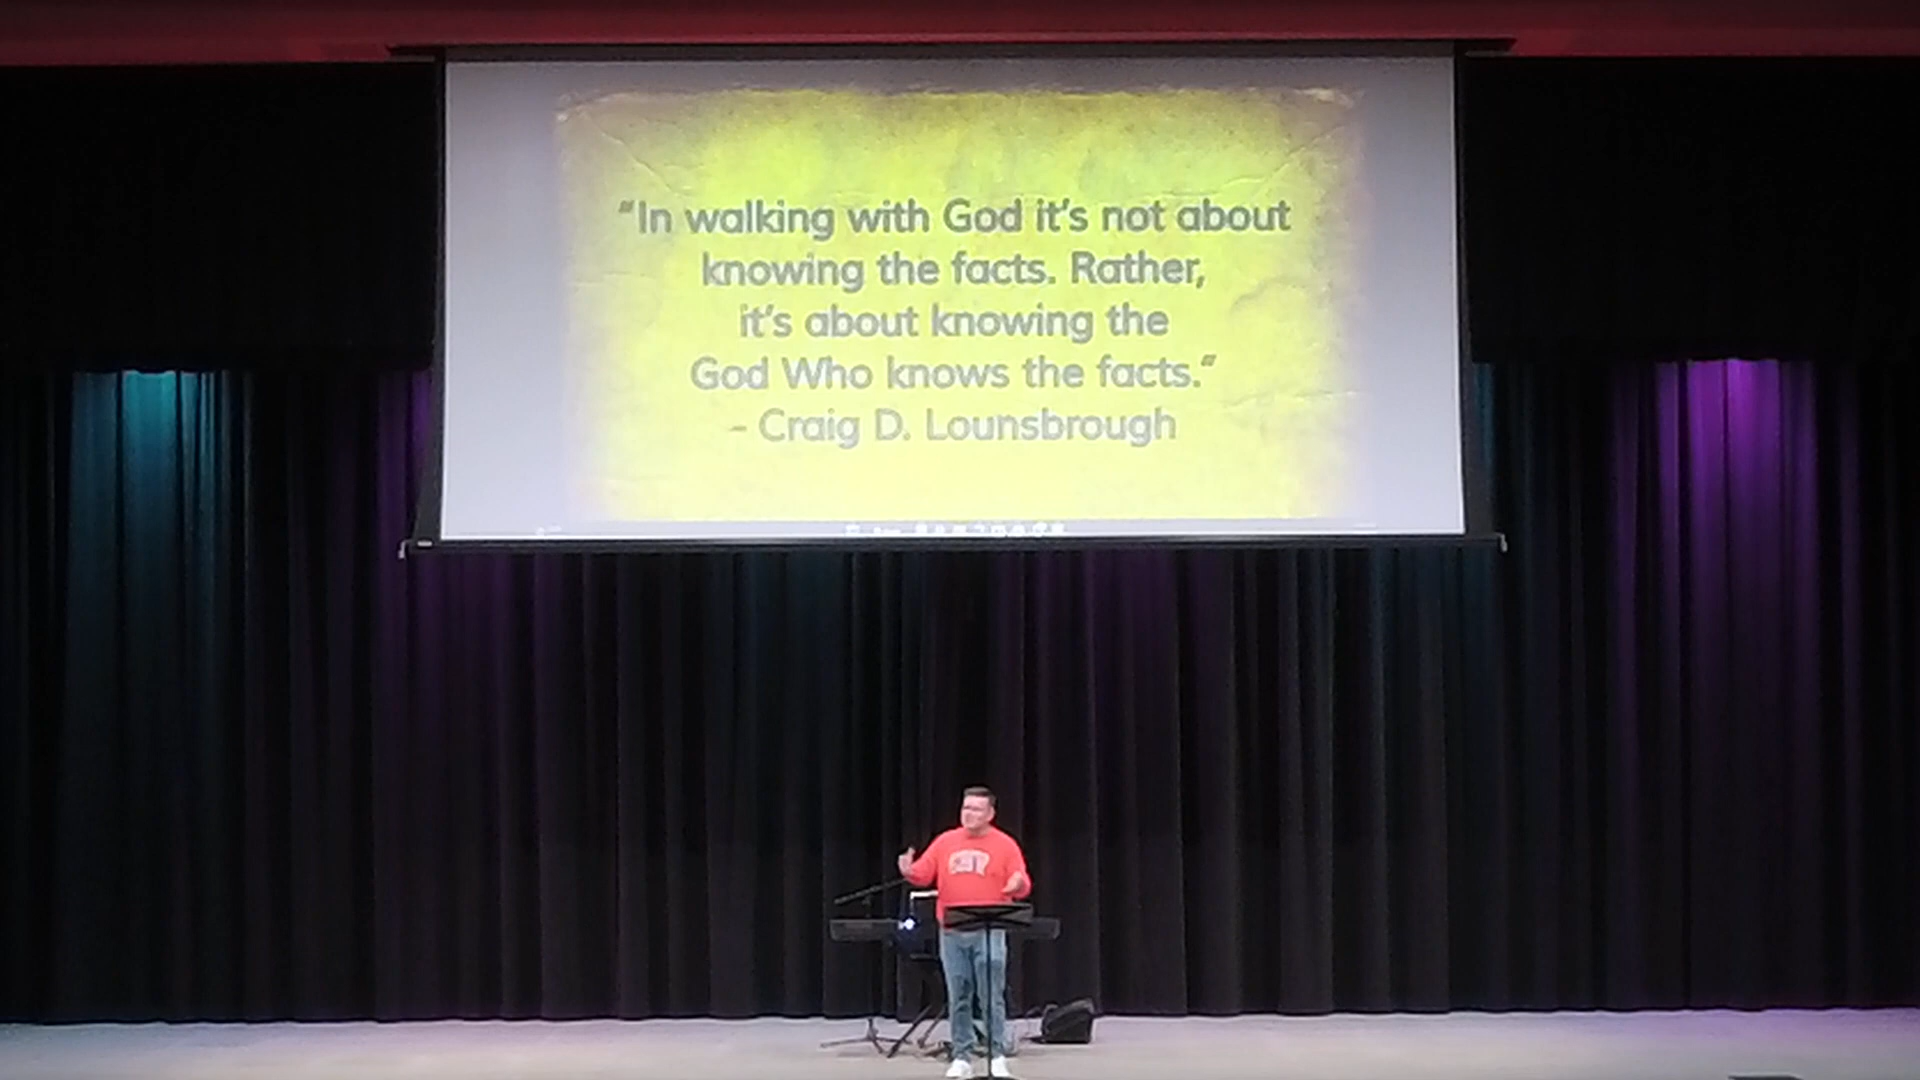 “In walking with God it's not about
knowing the facts. Rather,
it's about knowing the
God Who knows the facts.”
- Craig D. Lounsbrough